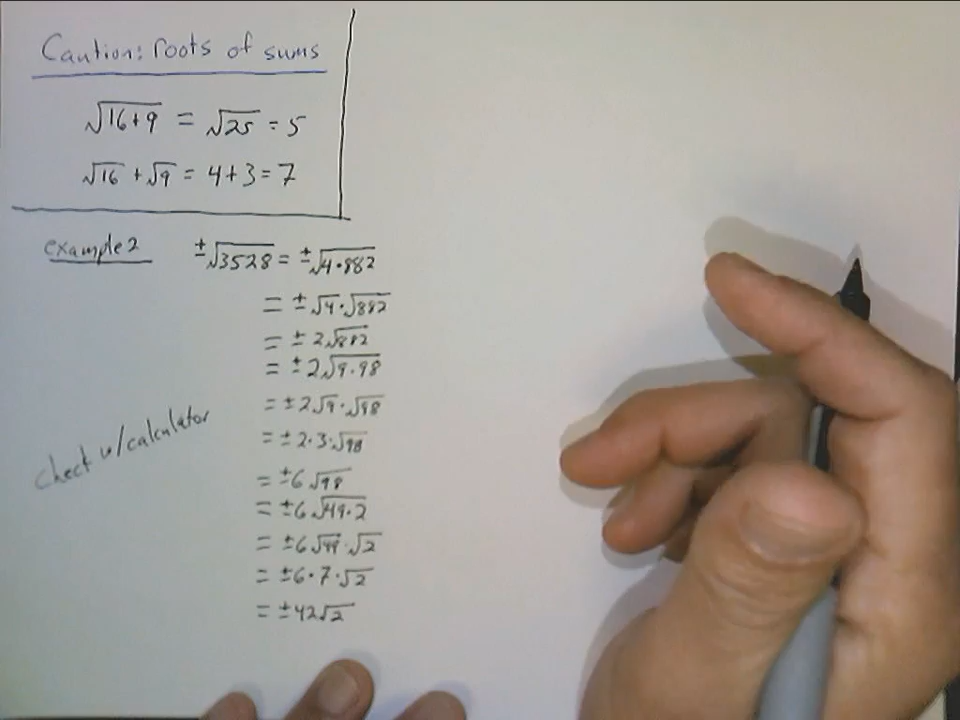 Caution: roots of sums
√16+9 = √25 = 5
√16 + √9 = 4+3 = 7
example 2 ±√3528 = ±√4·882
= ±√4·√882
= ±2√882
= ±2√9·98
= ±2√9·√98
= ±2·3·√98
= ±6√98
= ±6√49·2
= ±6√49·√2
= ±6·7·√2
= ±42√2
check w/calculator